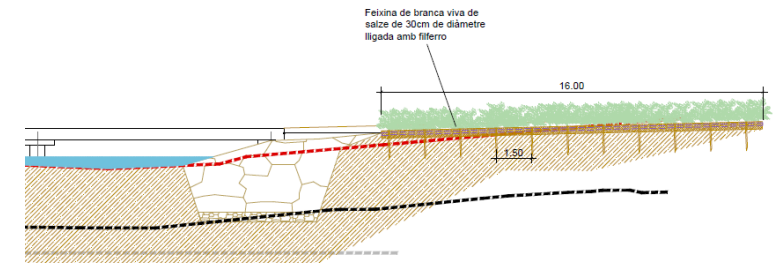 Feixina de branca viva de
salze de 30cm de diàmetre
lligada amb filferro
16.00
1.50